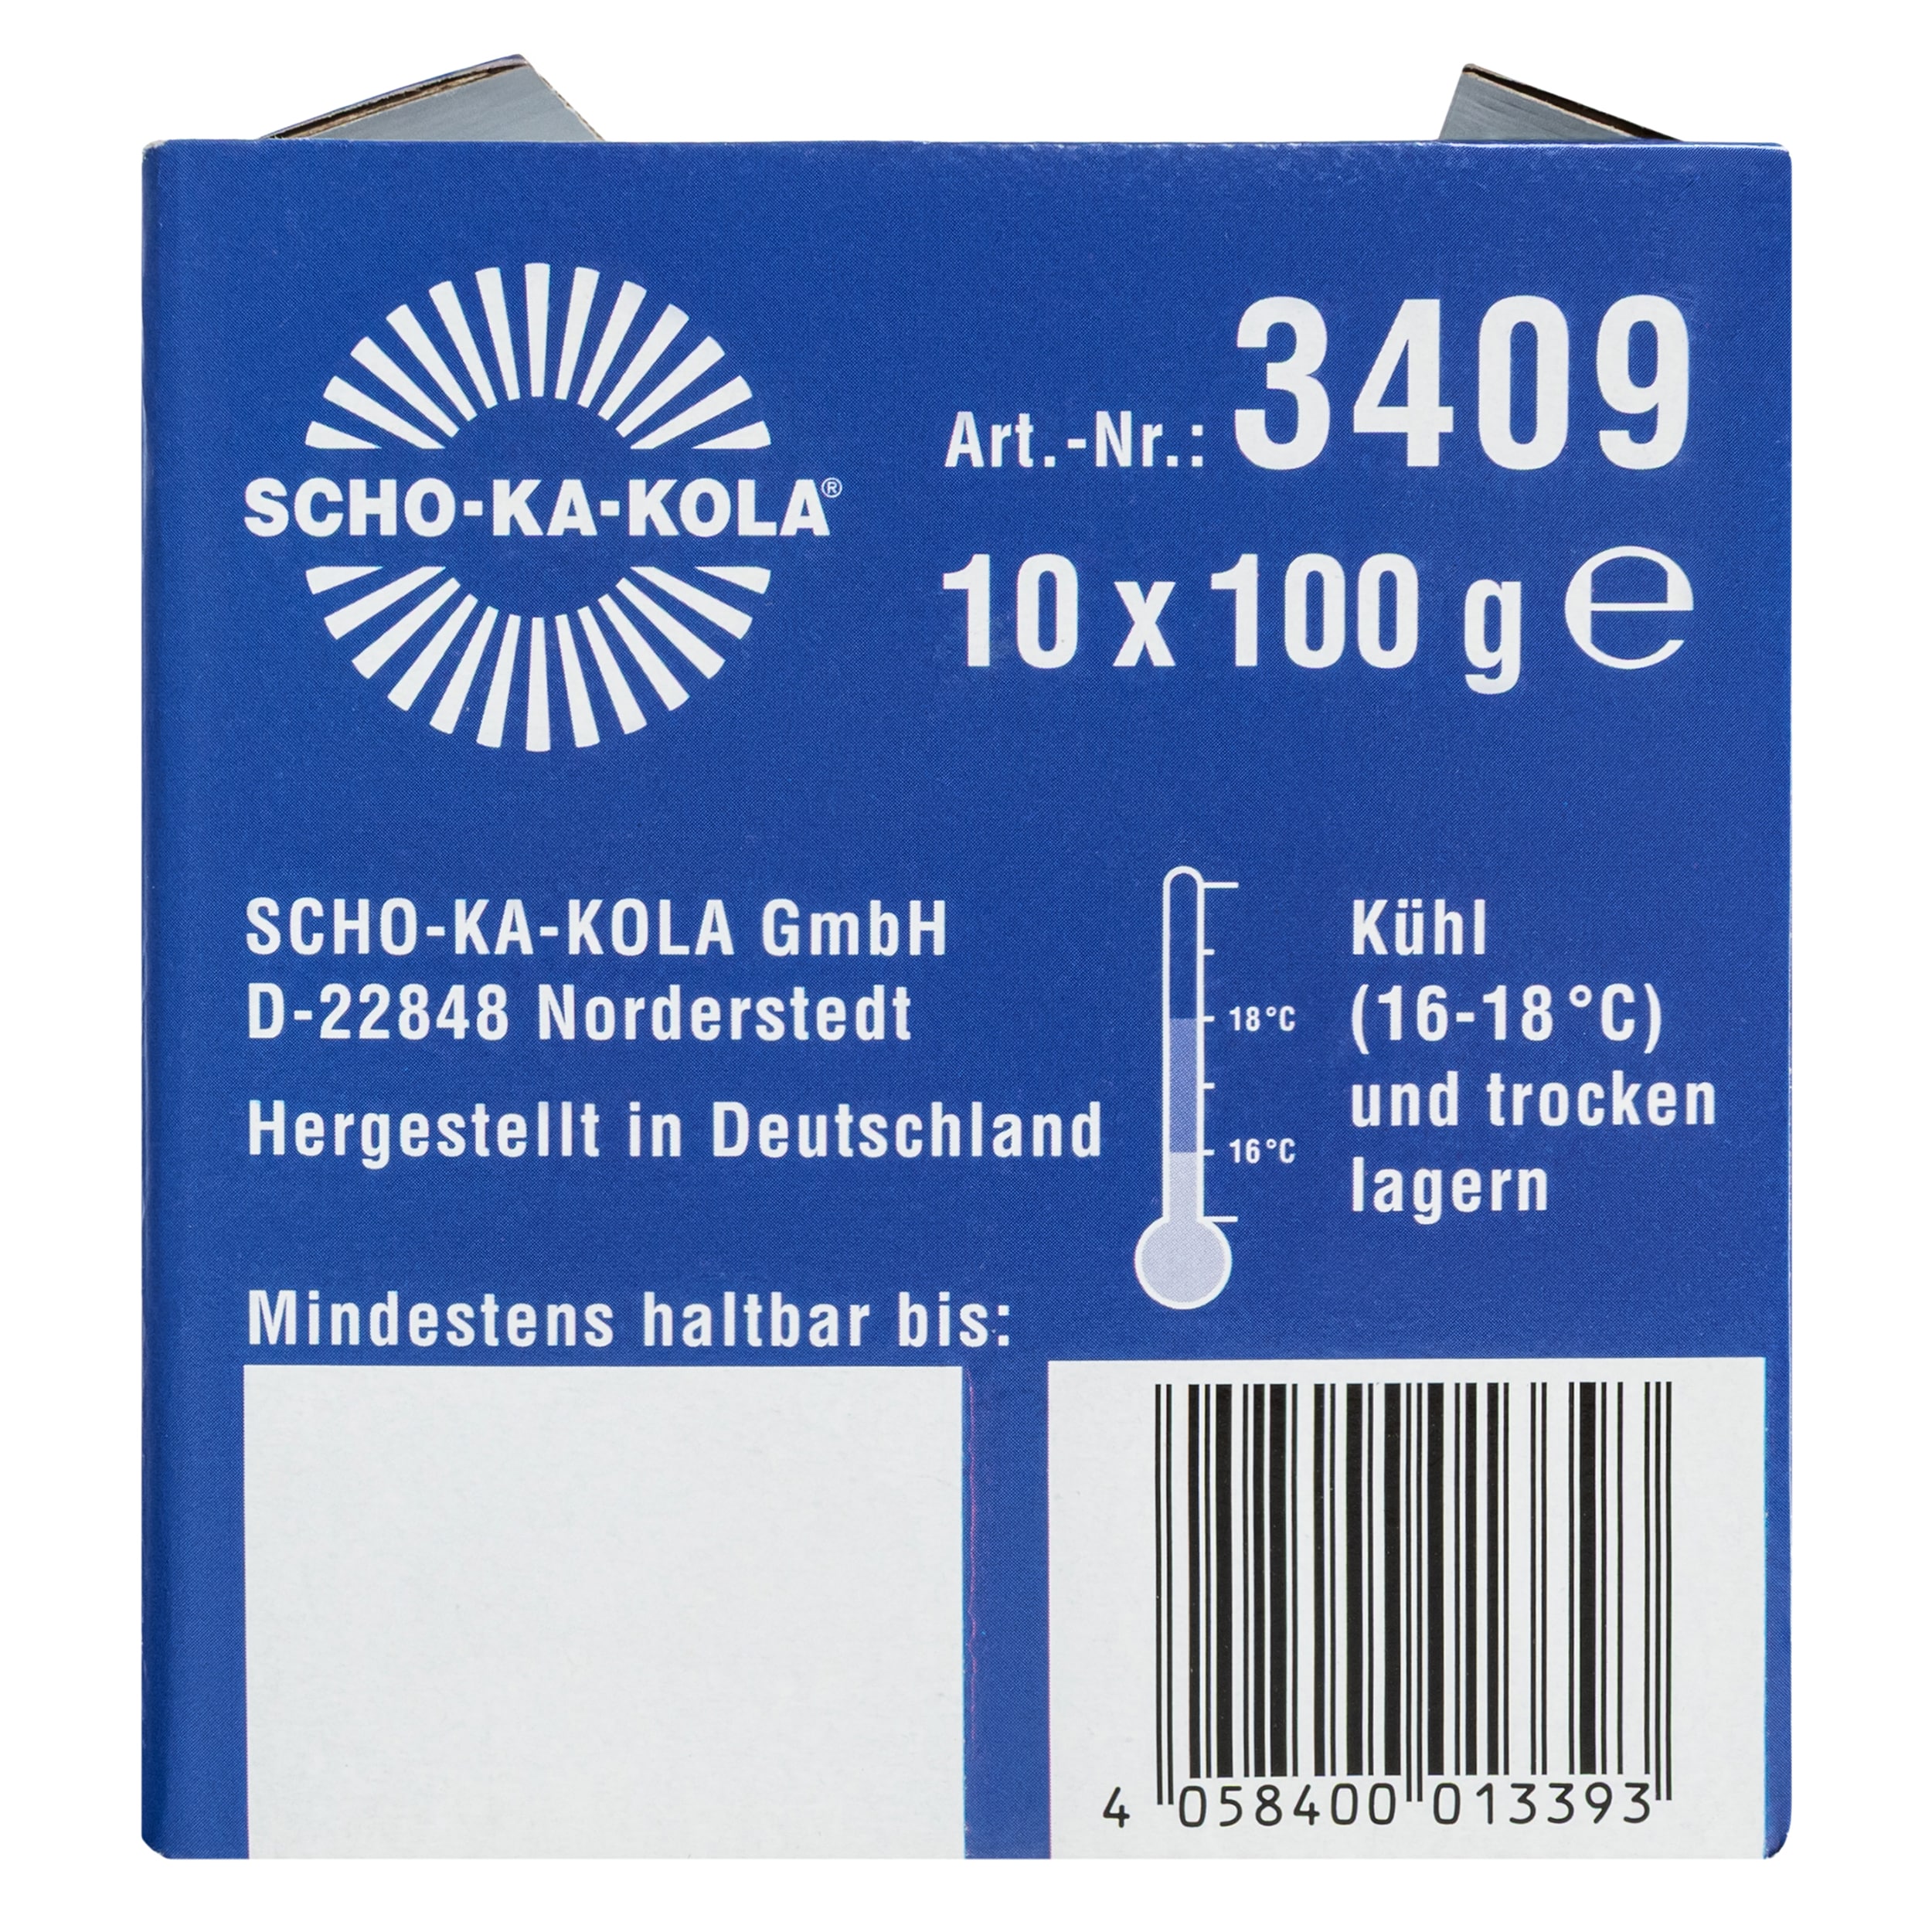 SCHO-KA-KOLA®
Art.-Nr.: 3409
10 x 100 g ℮
SCHO-KA-KOLA GmbH
D-22848 Norderstedt
Hergestellt in Deutschland
18°C
16°C
Kühl
(16-18°C)
und trocken
lagern
Mindestens haltbar bis:
4 058400 013393